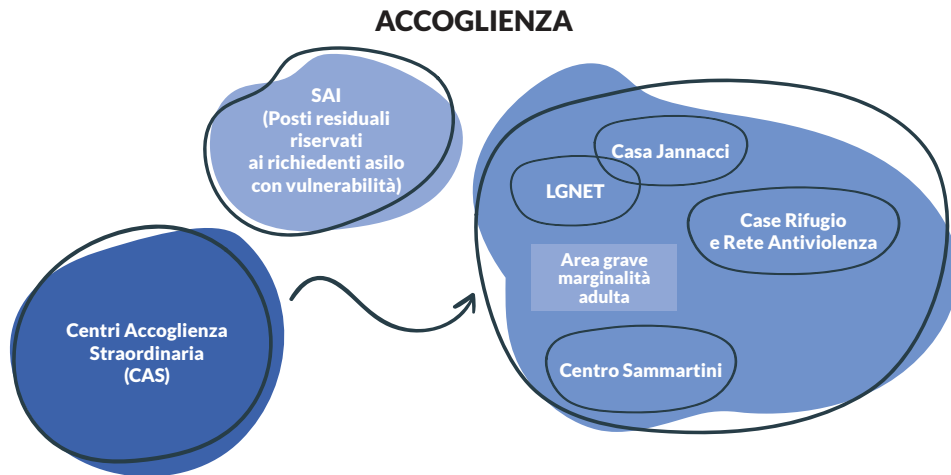 ACCOGLIENZA
SAI
(Posti residuali
riservati
ai richiedenti asilo
con vulnerabilità)
Casa Jannacci
LGNET
Case Rifugio
e Rete Antiviolenza
Area grave
marginalità
adulta
Centri Accoglienza
Straordinaria
(CAS)
Centro Sammartini